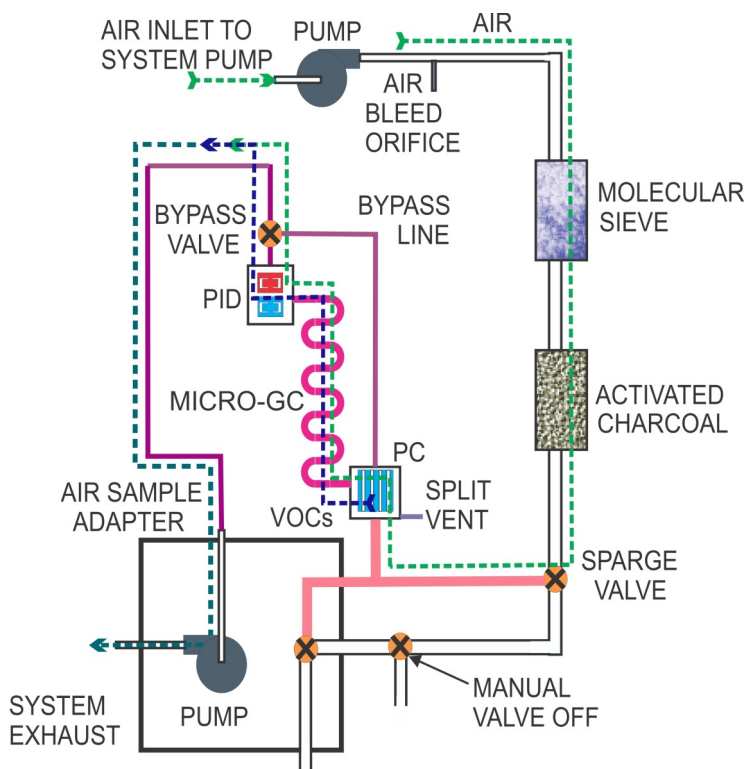 AIR INLET TO
SYSTEM PUMP
PUMP
AIR
AIR
BLEED
ORIFICE
MOLECULAR
SIEVE
BYPASS
VALVE
BYPASS
LINE
PID
MICRO-GC
ACTIVATED
CHARCOAL
PC
AIR SAMPLE
ADAPTER
VOCs
SPLIT
VENT
SPARGE
VALVE
SYSTEM
EXHAUST
PUMP
MANUAL
VALVE OFF